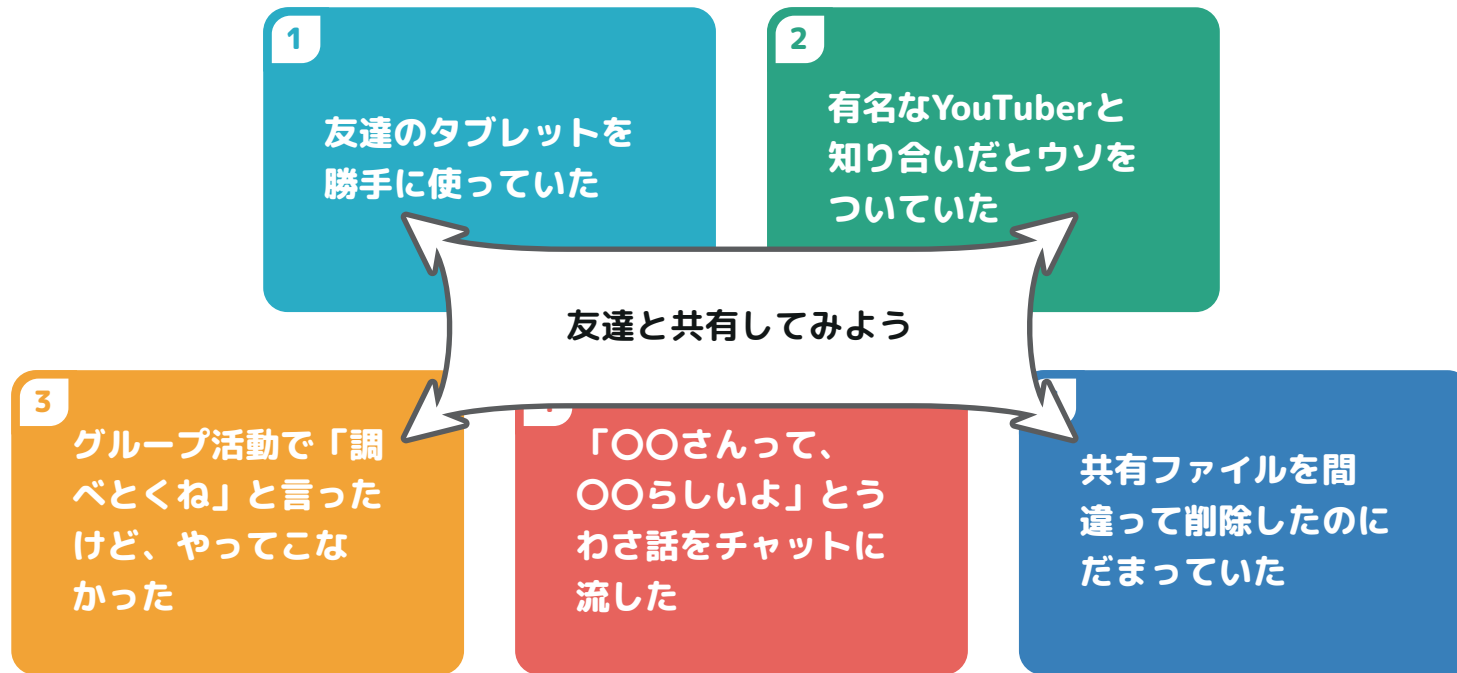 1
友達のタブレットを
勝手に使っていた
2
有名なYouTuberと
知り合いだとウソを
ついていた
友達と共有してみよう
3
グループ活動で「調
べとくね」と言った
けど、やってこな
かった
「〇〇さんって、
〇〇らしいよ」とう
わさ話をチャットに
流した
共有ファイルを間
違って削除したのに
だまっていた